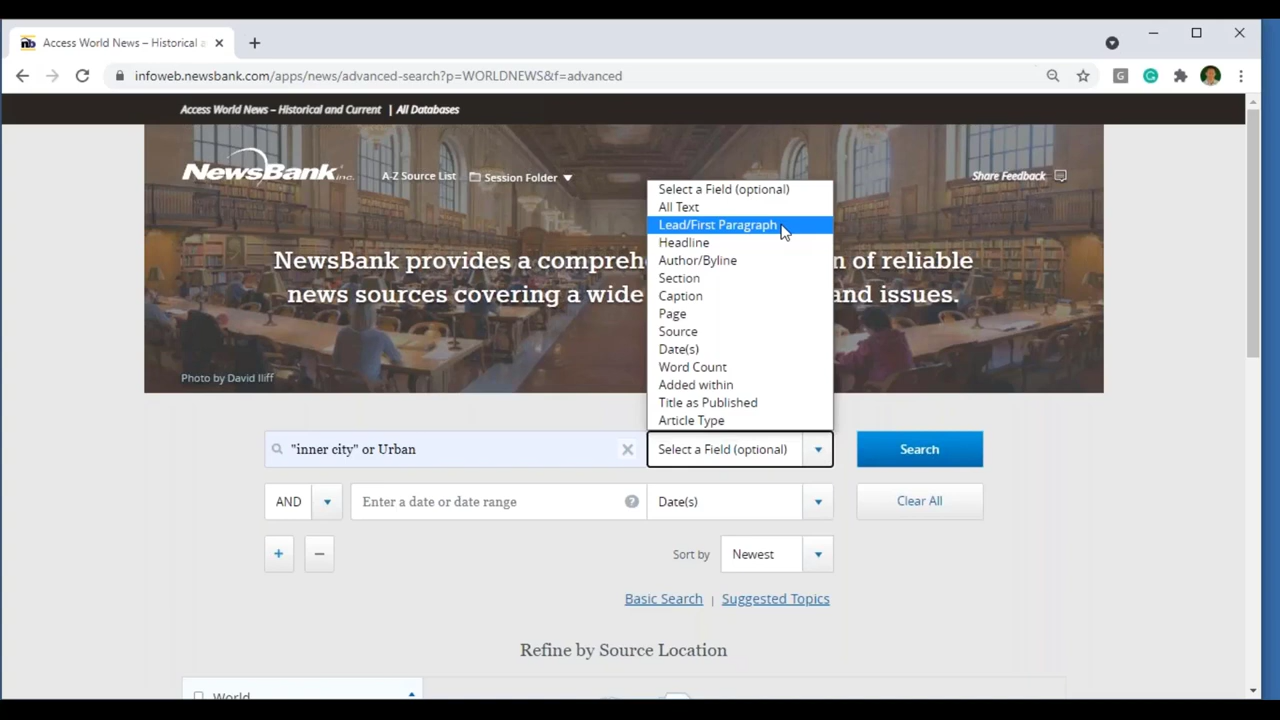 Access World News – Historical a
infoweb.newsbank.com/apps/news/advanced-search?p=WORLDNEWS&f=advanced
Access World News – Historical and Current | All Databases
NewsBank inc. A-Z Source List Session Folder Share Feedback
NewsBank provides a compreh n of reliable
news sources covering a wide and issues.
Photo by David Iliff
Select a Field (optional)
All Text
Lead/First Paragraph
Headline
Author/Byline
Section
Caption
Page
Source
Date(s)
Word Count
Added within
Title as Published
Article Type
"inner city" or Urban Select a Field (optional) Search
AND Enter a date or date range ? Date(s) Clear All
+ − Sort by Newest
Basic Search | Suggested Topics
Refine by Source Location
World